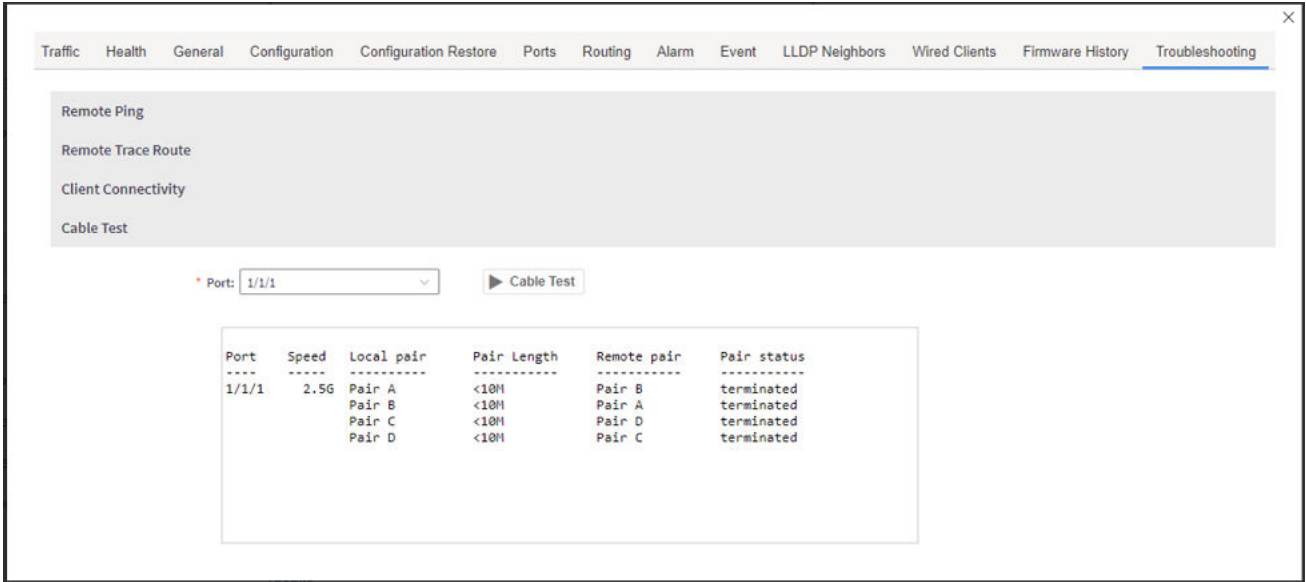 Traffic Health General Configuration Configuration Restore Ports Routing Alarm Event LLDP Neighbors Wired Clients Firmware History Troubleshooting
Remote Ping
Remote Trace Route
Client Connectivity
Cable Test
* Port: 1/1/1 Cable Test
Port Speed Local pair Pair Length Remote pair Pair status
---- ----- ---------- ----------- ----------- -----------
1/1/1 2.5G Pair A <10M Pair B terminated
Pair B <10M Pair A terminated
Pair C <10M Pair D terminated
Pair D <10M Pair C terminated